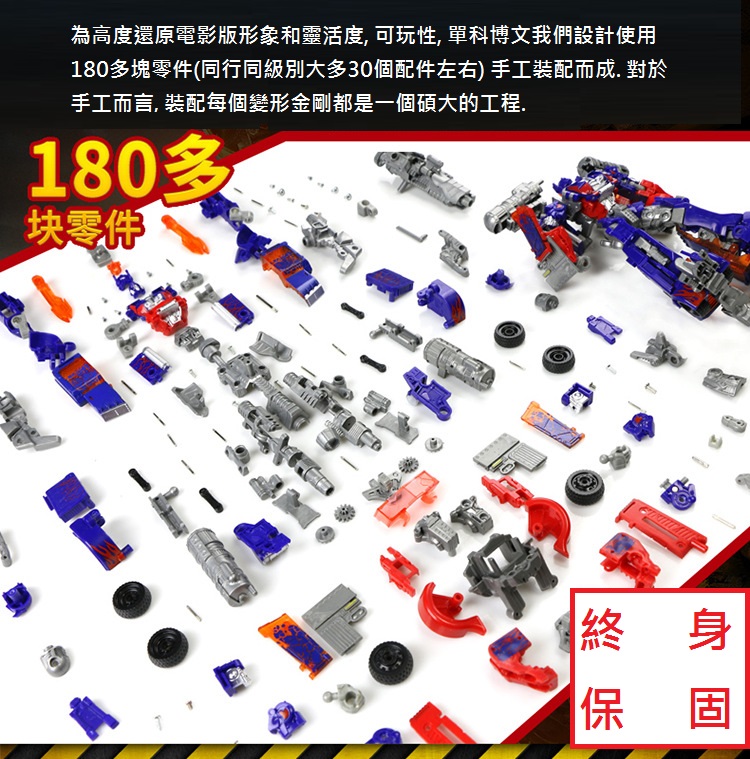 為高度還原電影版形象和靈活度, 可玩性, 單科博文我們設計使用
180多塊零件(同行同級別大多30個配件左右) 手工裝配而成. 對於
手工而言, 裝配每個變形金剛都是一個碩大的工程.
180多
块零件
終 身
保 固